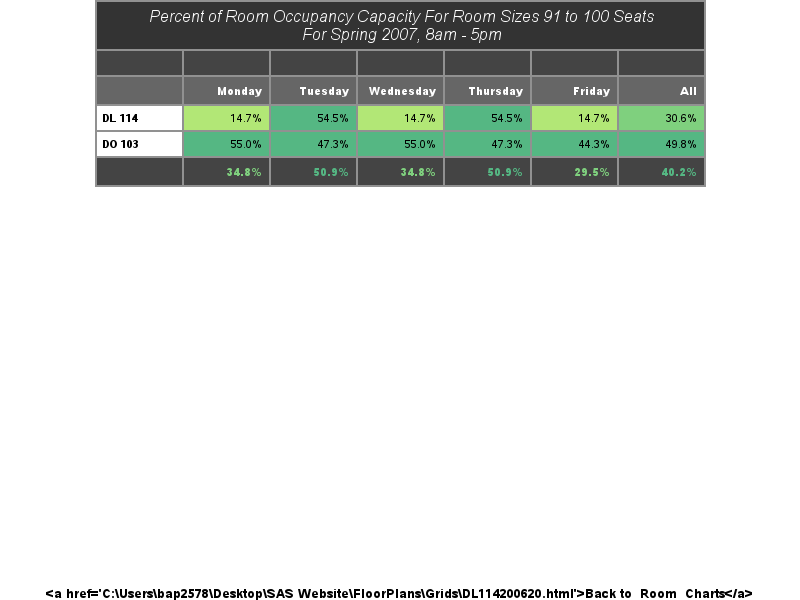 Percent of Room Occupancy Capacity For Room Sizes 91 to 100 Seats
For Spring 2007, 8am - 5pm
Monday Tuesday Wednesday Thursday Friday All
DL 114 14.7% 54.5% 14.7% 54.5% 14.7% 30.6%
DO 103 55.0% 47.3% 55.0% 47.3% 44.3% 49.8%
34.8% 50.9% 34.8% 50.9% 29.5% 40.2%
<a href='C:\Users\bap2578\Desktop\SAS Website\FloorPlans\Grids\DL114200620.html'>Back to Room Charts</a>